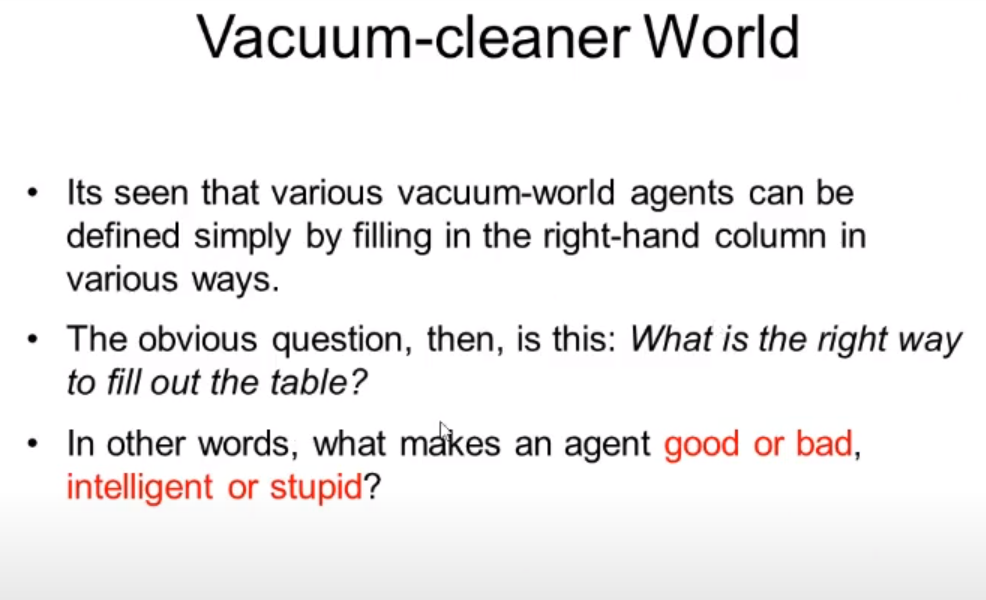 Vacuum-cleaner World
• Its seen that various vacuum-world agents can be
defined simply by filling in the right-hand column in
various ways.
• The obvious question, then, is this: What is the right way
to fill out the table?
• In other words, what makes an agent good or bad,
intelligent or stupid?